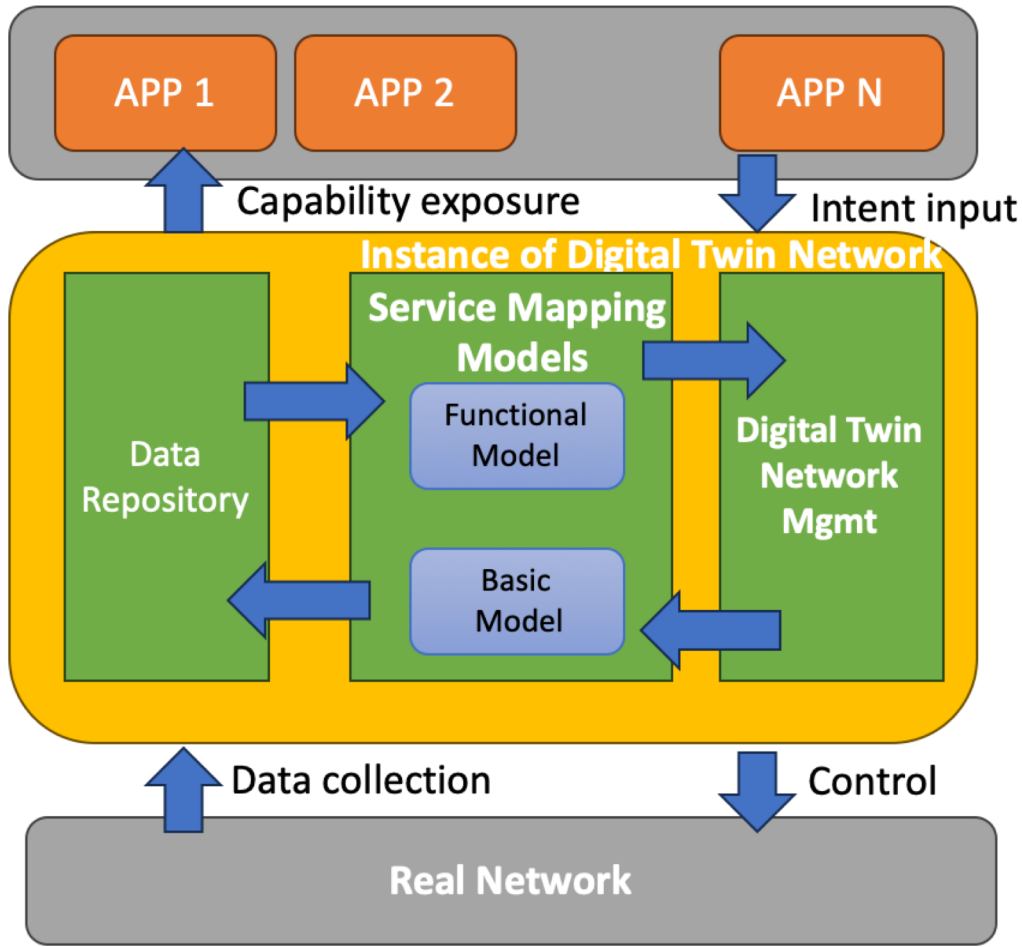 APP 1
APP 2
APP N
Capability exposure
Intent input
Instance of Digital Twin Network
Service Mapping
Models
Functional
Model
Data
Repository
Digital Twin
Network
Mgmt
Basic
Model
Data collection
Control
Real Network